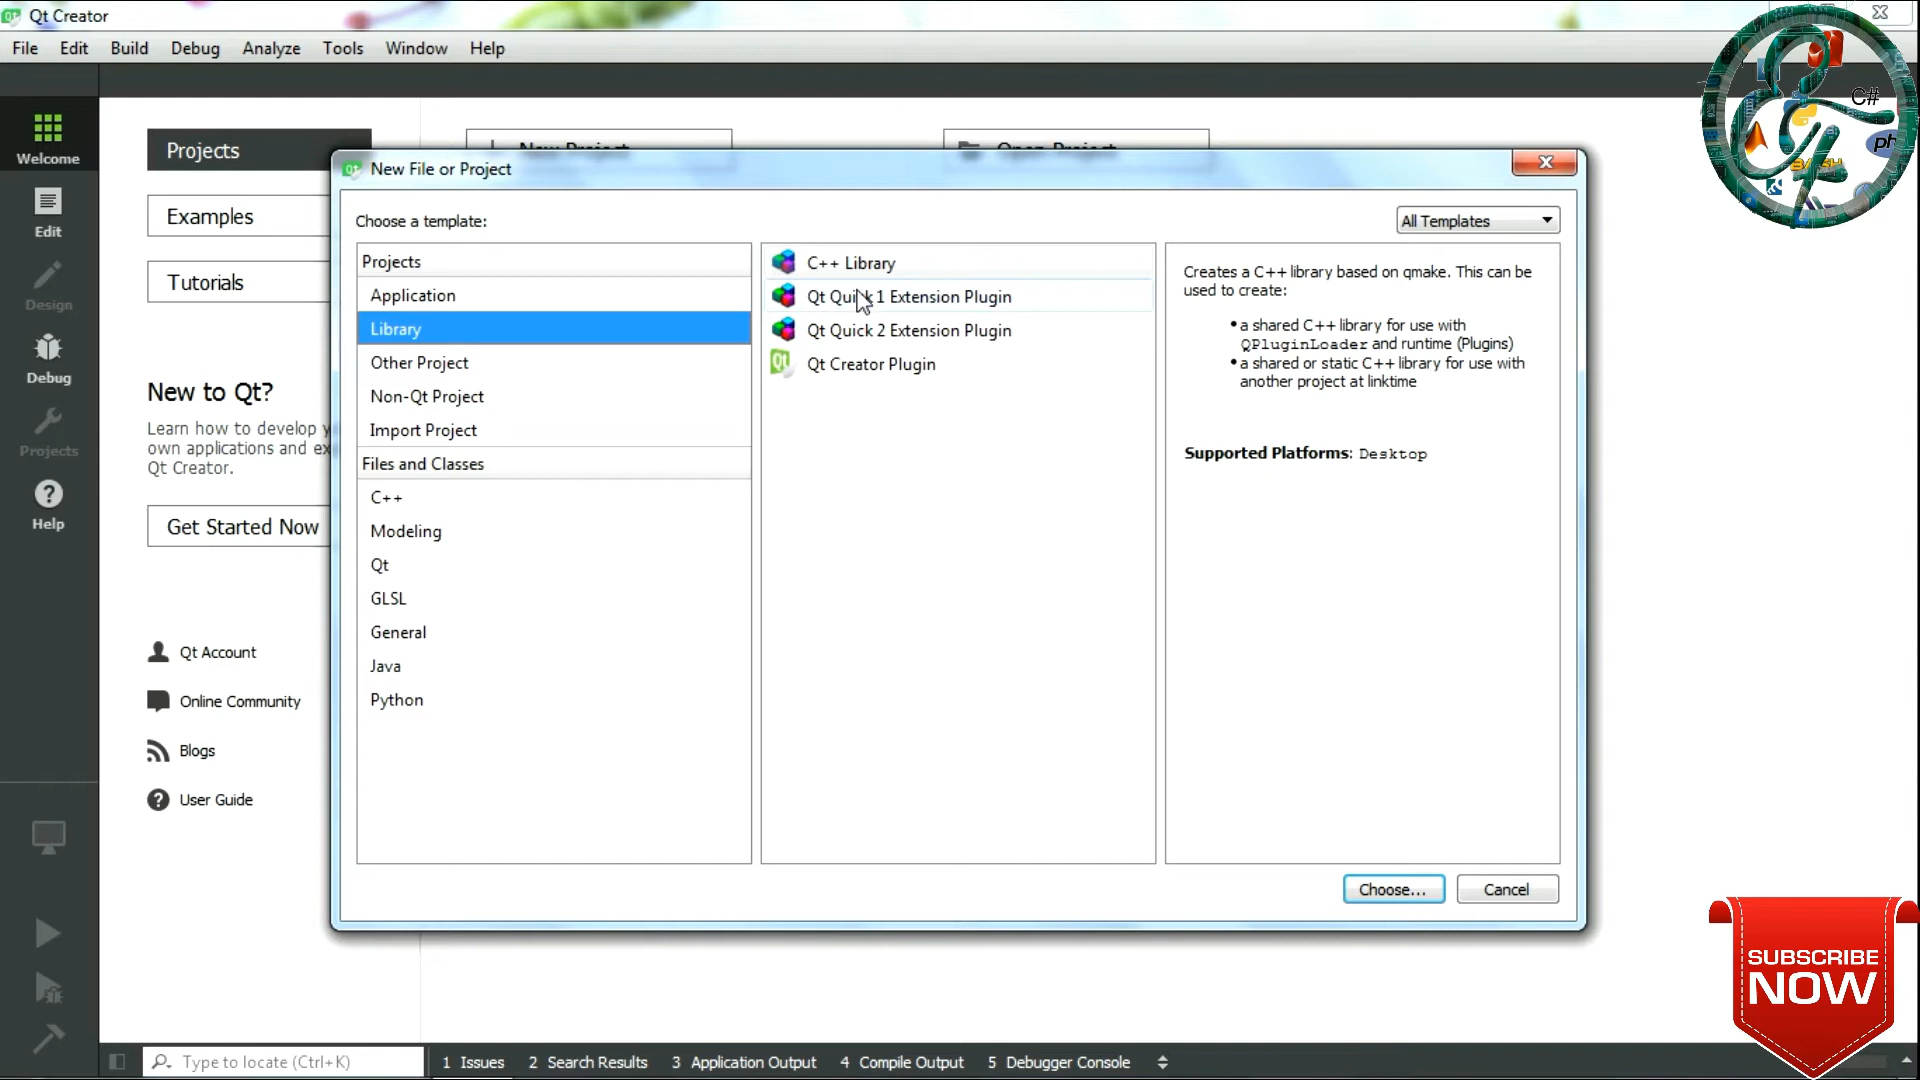 Qt Creator
File Edit Build Debug Analyze Tools Window Help
Welcome
Edit
Design
Debug
Projects
Help
Projects
Examples
Tutorials
New to Qt?
Learn how to develop
own applications and
Qt Creator.
Get Started Now
Qt Account
Online Community
Blogs
User Guide
New Project
Open Project
New File or Project
Choose a template:
All Templates
Projects
Application
Library
Other Project
Non-Qt Project
Import Project
Files and Classes
C++
Modeling
Qt
GLSL
General
Java
Python
C++ Library
Qt Quick 1 Extension Plugin
Qt Quick 2 Extension Plugin
Qt Creator Plugin
Creates a C++ library based on qmake. This can be
used to create:
•a shared C++ library for use with
QPluginLoader and runtime (Plugins)
•a shared or static C++ library for use with
another project at linktime
Supported Platforms: Desktop
Choose...
Cancel
Type to locate (Ctrl+K)
1 Issues 2 Search Results 3 Application Output 4 Compile Output 5 Debugger Console
C#
SUBSCRIBE
NOW